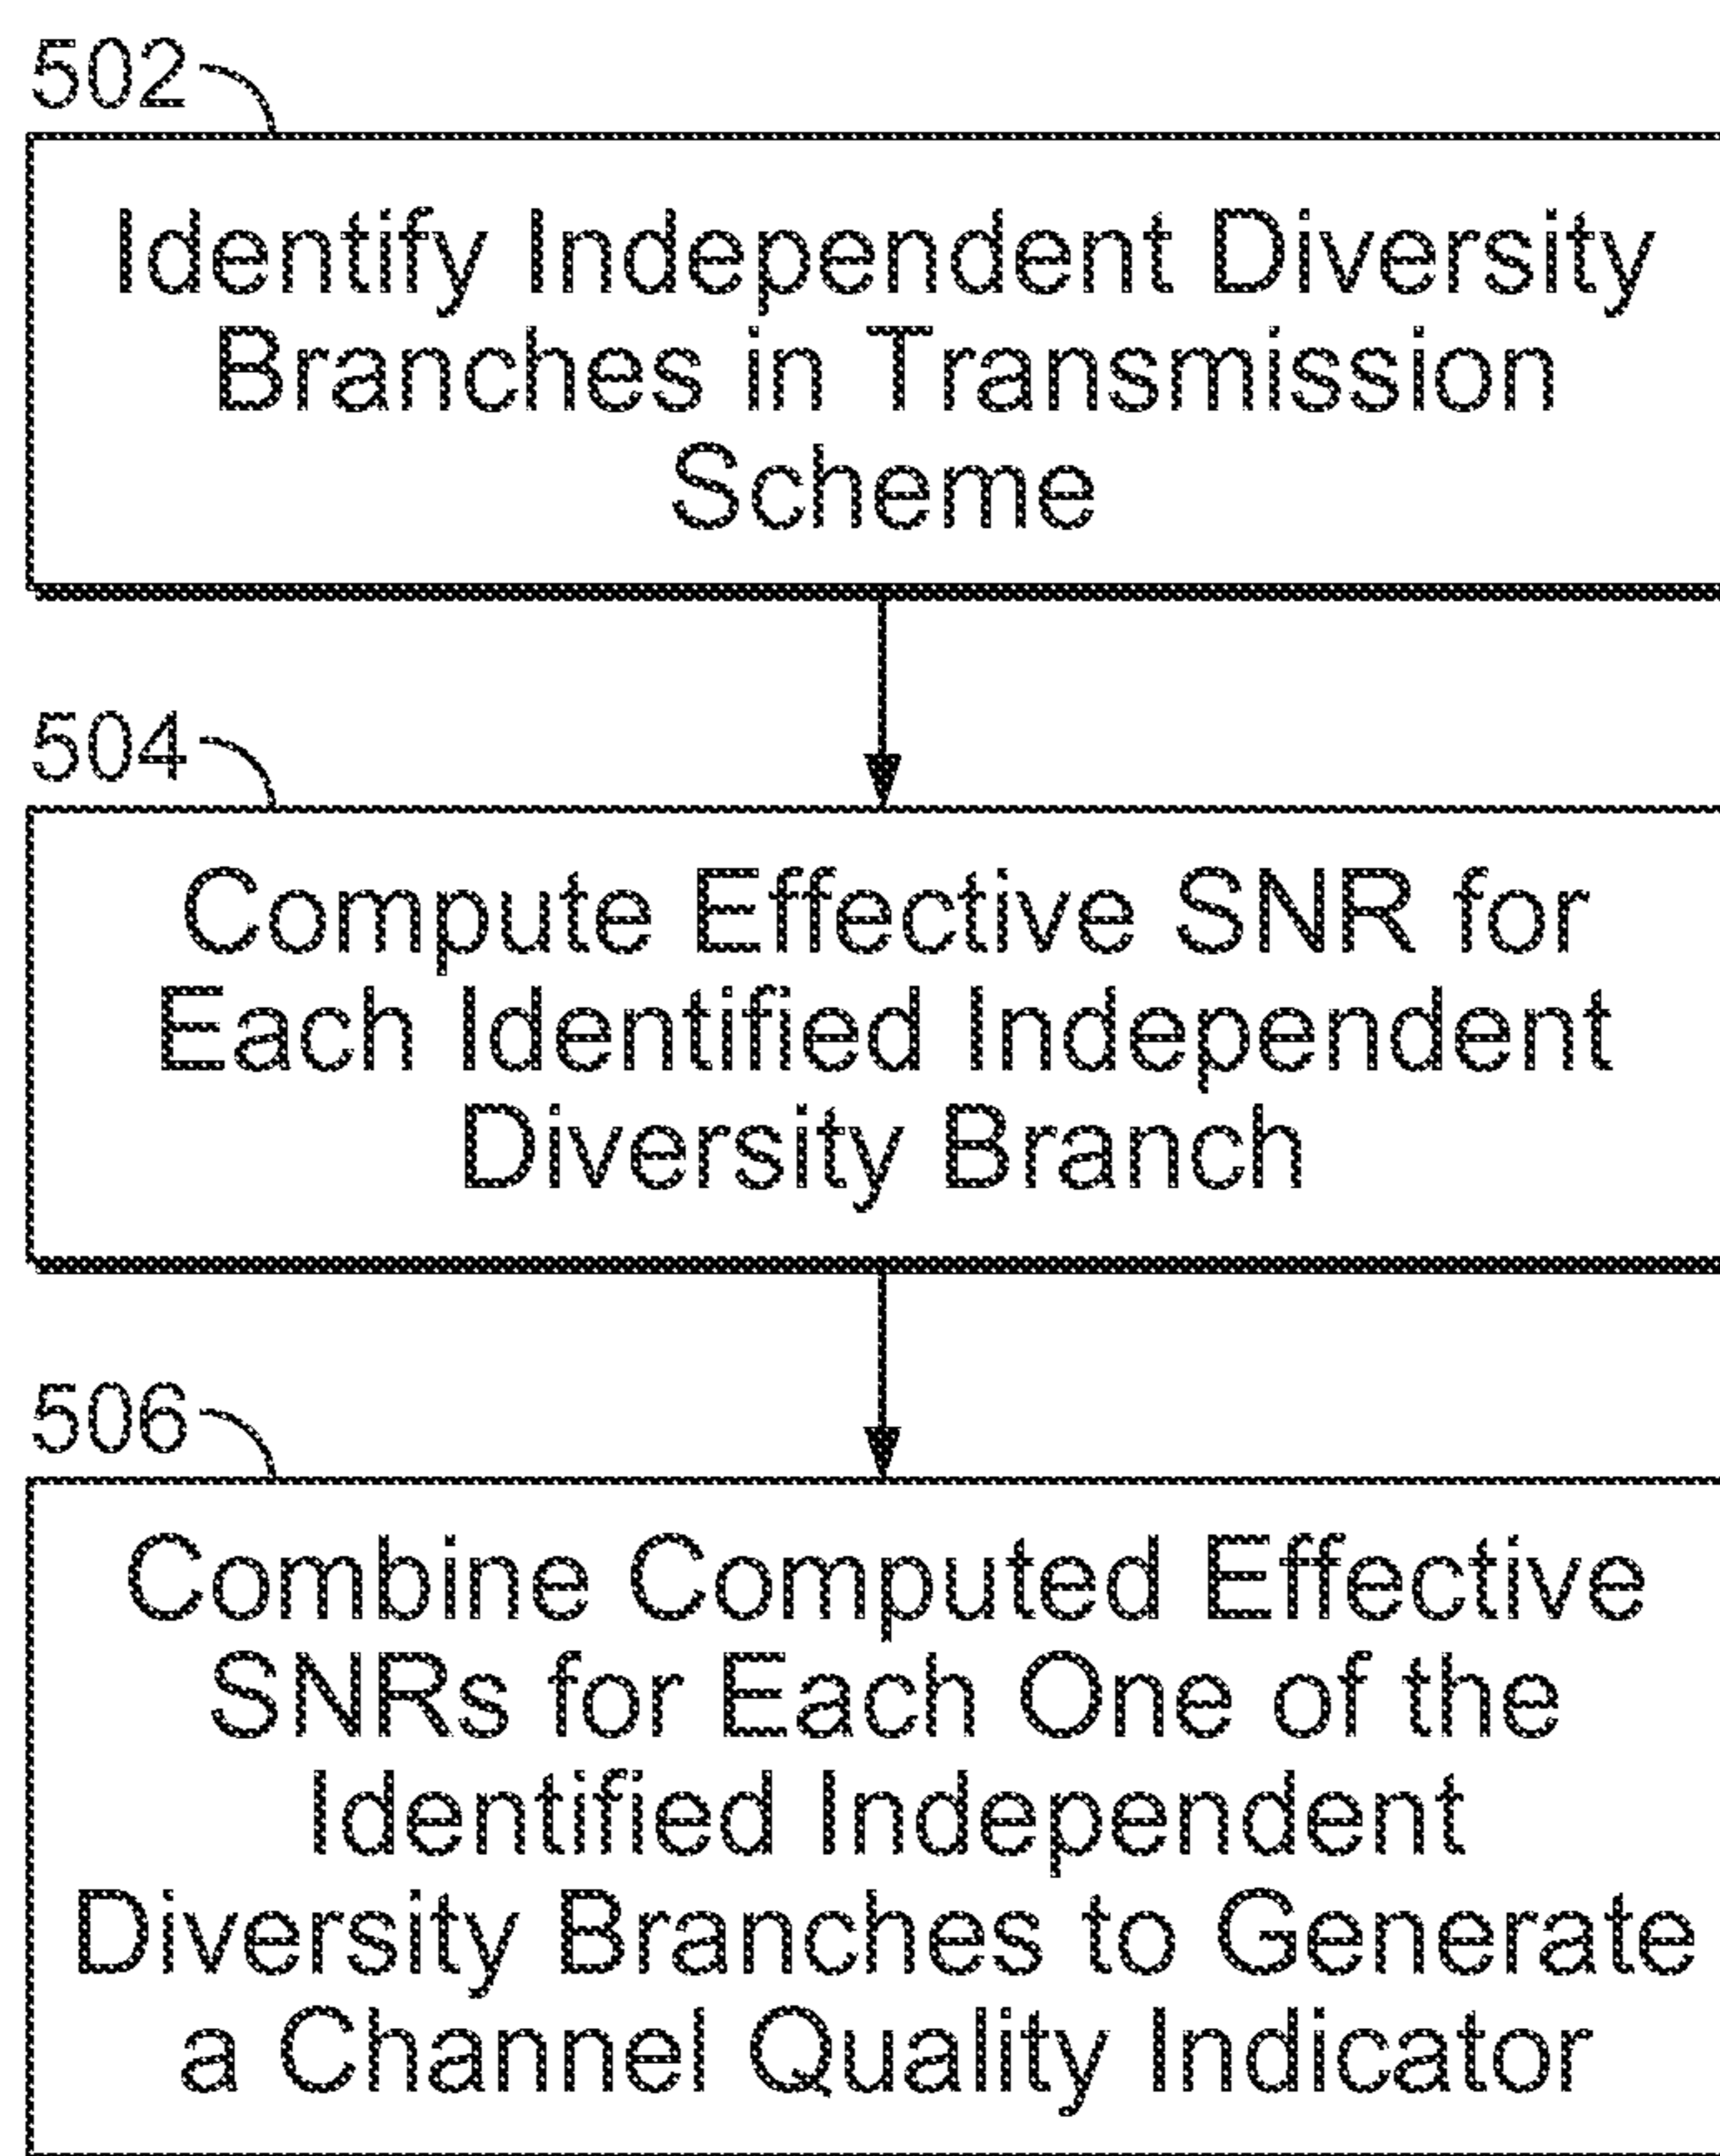 502
Identify Independent Diversity
Branches in Transmission
Scheme
504
Compute Effective SNR for
Each Identified Independent
Diversity Branch
506
Combine Computed Effective
SNRs for Each One of the
Identified Independent
Diversity Branches to Generate
a Channel Quality Indicator